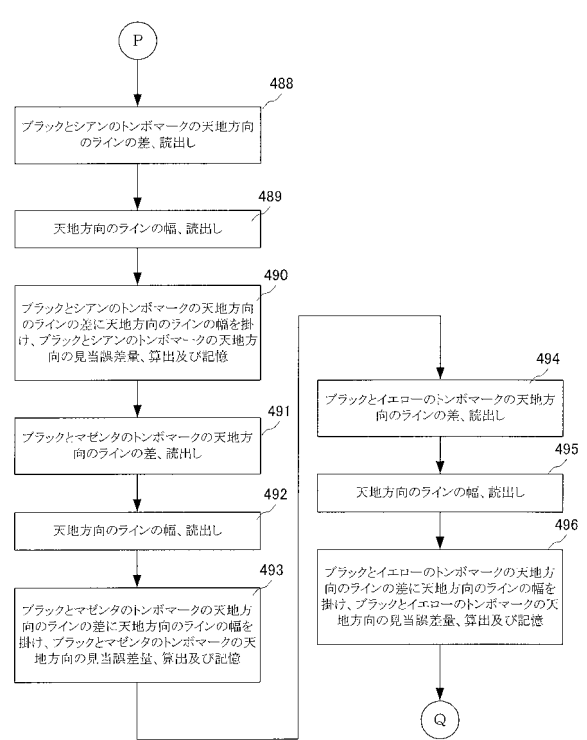 P
488
ブラックとシアンのトンボマークの天地方向
のラインの差、読出し
489
天地方向のラインの幅、読出し
490
ブラックとシアンのトンボマークの天地方向
のラインの差に天地方向のラインの幅を掛
け、ブラックとシアンのトンボマークの天地方
向の見当誤差量、算出及び記憶
491
ブラックとマゼンタのトンボマークの天地方
向のラインの差、読出し
492
天地方向のラインの幅、読出し
493
ブラックとマゼンタのトンボマークの天地方
向のラインの差に天地方向のラインの幅を
掛け、ブラックとマゼンタのトンボマークの天
地方向の見当誤差量、算出及び記憶
494
ブラックとイエローのトンボマークの天地方
向のラインの差、読出し
495
天地方向のラインの幅、読出し
496
ブラックとイエローのトンボマークの天地方
向のラインの差に天地方向のラインの幅を
掛け、ブラックとイエローのトンボマークの天
地方向の見当誤差量、算出及び記憶
Q